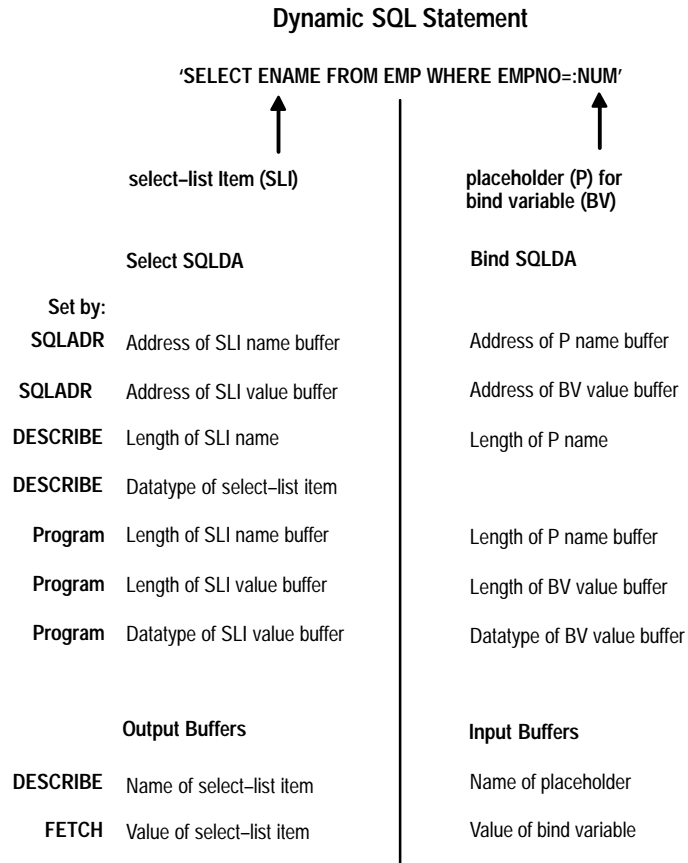 Dynamic SQL Statement
‘SELECT ENAME FROM EMP WHERE EMPNO=:NUM’
select–list Item (SLI)
placeholder (P) for
bind variable (BV)
Select SQLDA
Bind SQLDA
Set by:
SQLADR Address of SLI name buffer Address of P name buffer
SQLADR Address of SLI value buffer Address of BV value buffer
DESCRIBE Length of SLI name Length of P name
DESCRIBE Datatype of select–list item
Program Length of SLI name buffer Length of P name buffer
Program Length of SLI value buffer Length of BV value buffer
Program Datatype of SLI value buffer Datatype of BV value buffer
Output Buffers Input Buffers
DESCRIBE Name of select–list item Name of placeholder
FETCH Value of select–list item Value of bind variable